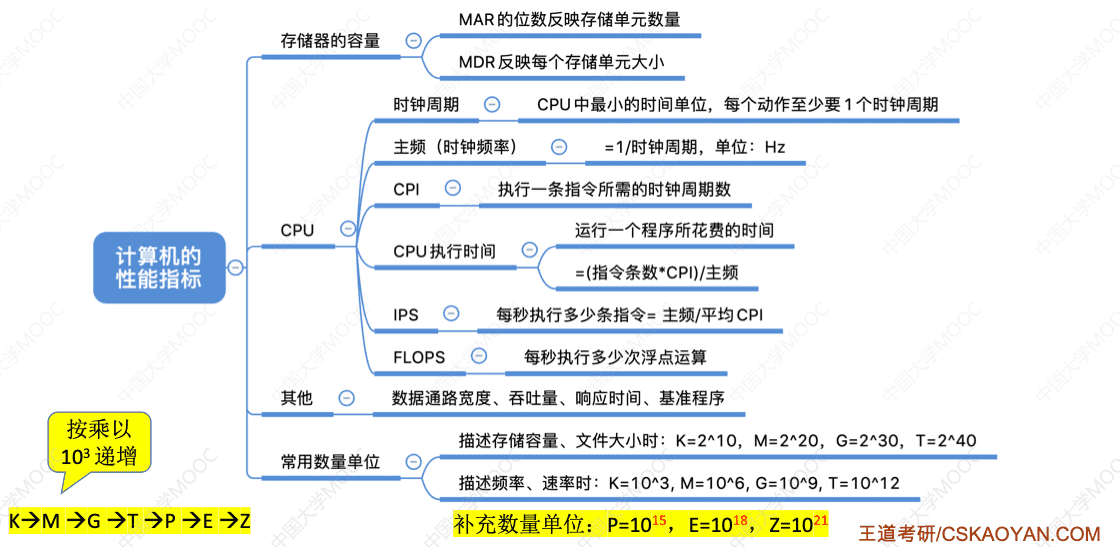 存储器的容量
MAR的位数反映存储单元数量
MDR反映每个存储单元大小
计算机的
性能指标
CPU
时钟周期
CPU中最小的时间单位，每个动作至少要1个时钟周期
主频（时钟频率）
=1/时钟周期，单位：Hz
CPI
执行一条指令所需的时钟周期数
CPU执行时间
运行一个程序所花费的时间
=(指令条数*CPI)/主频
IPS
每秒执行多少条指令= 主频/平均CPI
FLOPS
每秒执行多少次浮点运算
其他
数据通路宽度、吞吐量、响应时间、基准程序
常用数量单位
描述存储容量、文件大小时：K=2^10，M=2^20，G=2^30，T=2^40
描述频率、速率时：K=10^3, M=10^6, G=10^9, T=10^12
按乘以
10³递增
K→M →G →T →P →E →Z
补充数量单位：P=10¹⁵，E=10¹⁸，Z=10²¹
王道考研/CSKAOYAN.COM
中国大学MOOC